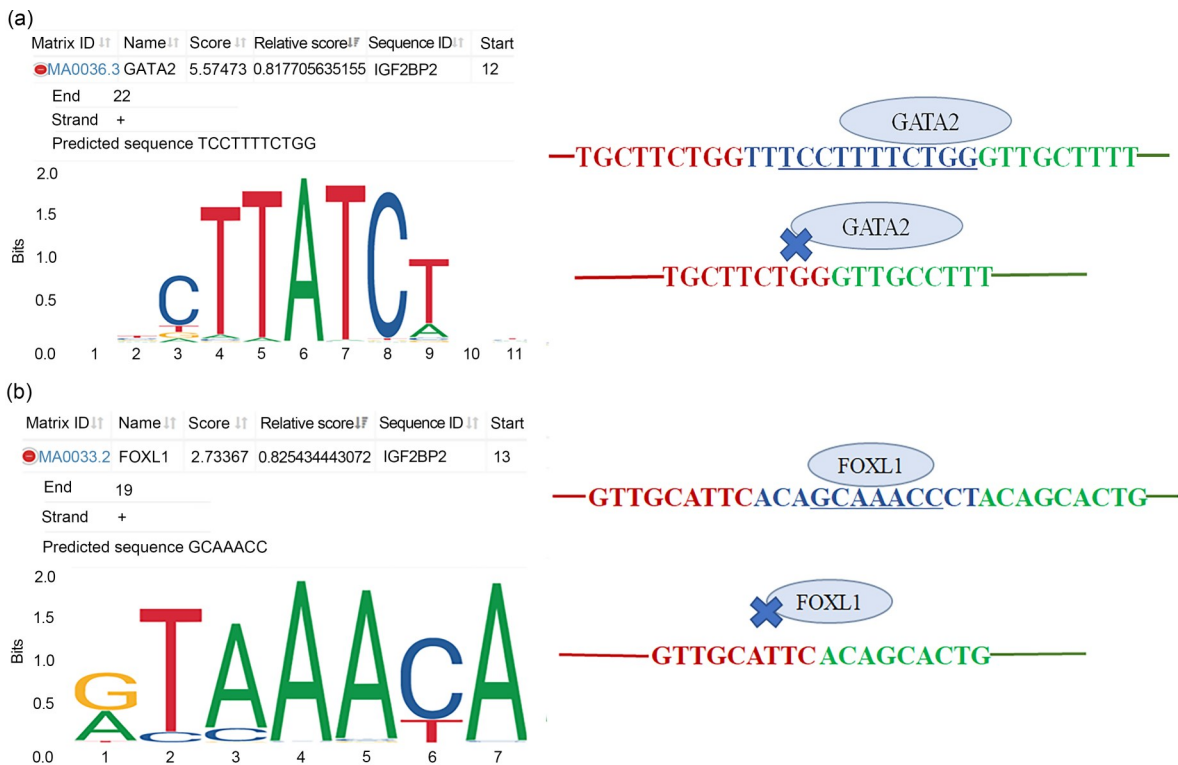 (a)
Matrix ID Name Score Relative score Sequence ID Start
MA0036.3 GATA2 5.57473 0.817705635155 IGF2BP2 12
End 22
Strand +
Predicted sequence TCCTTTTCTGG
2.0
1.5
1.0
0.5
0.0
Bits
C T T A T C T
A
1 2 3 4 5 6 7 8 9 10 11
GATA2
TGCTTCTGGTTTCCTTTTCTGGGTTGCTTTT
GATA2
TGCTTCTGGGTTGCCTTT
(b)
Matrix ID Name Score Relative score Sequence ID Start
MA0033.2 FOXL1 2.73367 0.825434443072 IGF2BP2 13
End 19
Strand +
Predicted sequence GCAAACC
2.0
1.5
1.0
0.5
0.0
Bits
G T A A A C A
A C C T
1 2 3 4 5 6 7
FOXL1
GTTGCATTCACAGCAAACCCTACAGCACTG
FOXL1
GTTGCATTCACAGCACTG